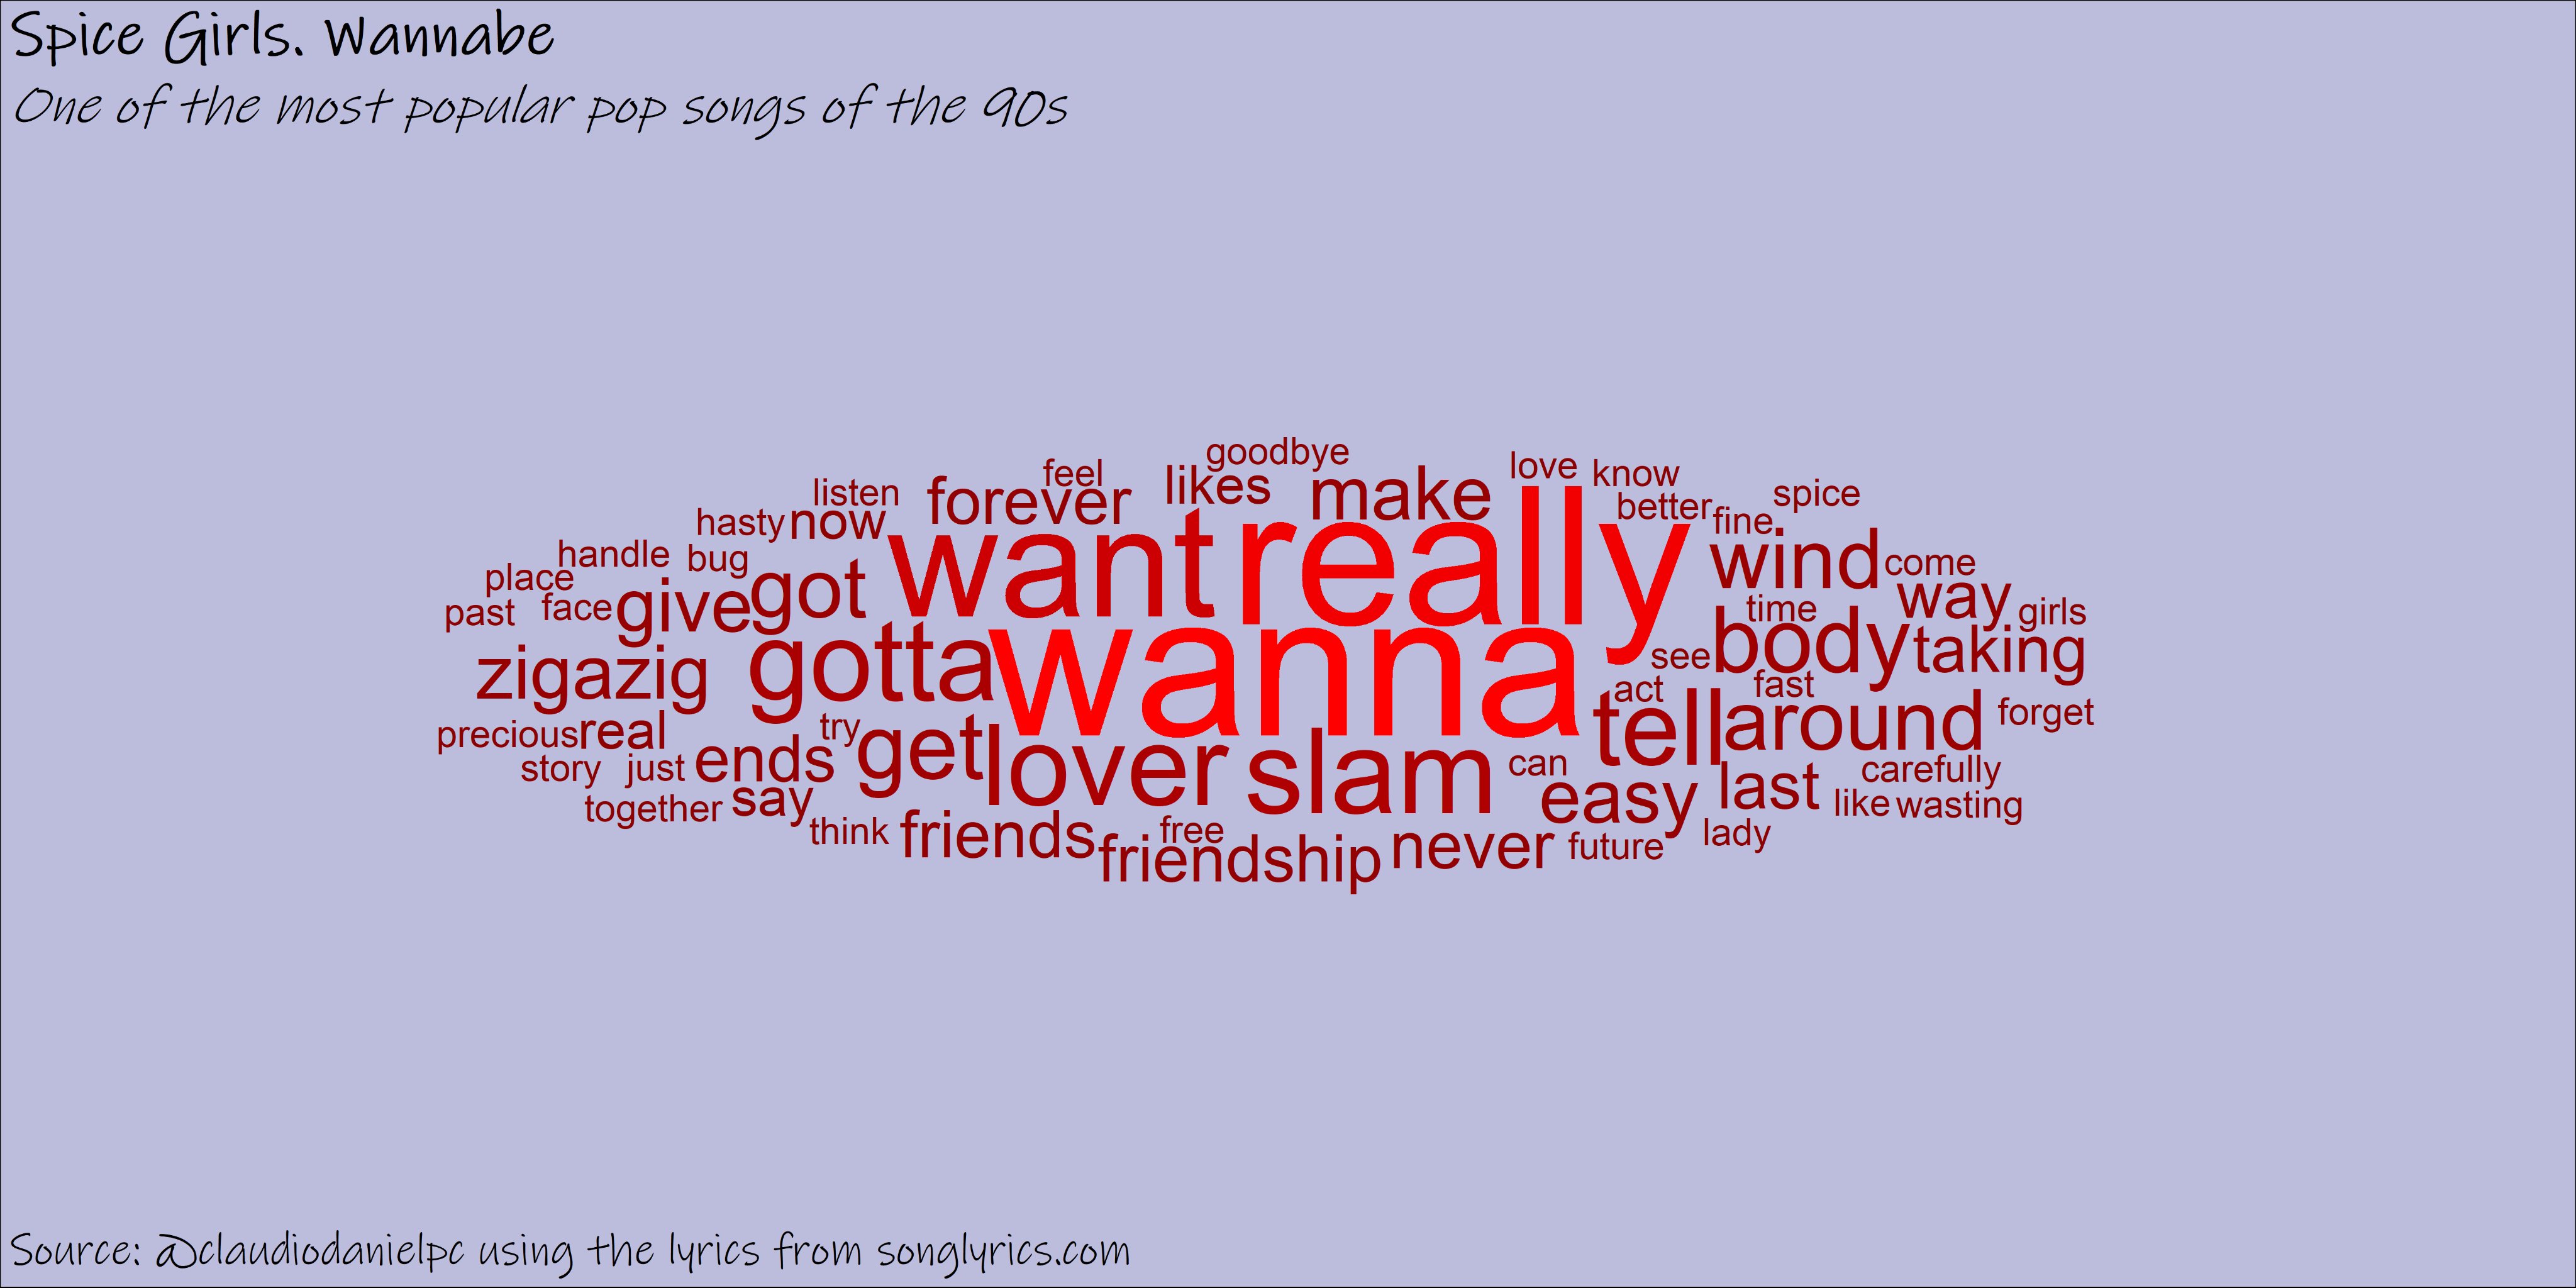 Spice Girls. Wannabe
One of the most popular pop songs of the 90s
goodbye
feel likes love know
listen forever make better spice
hasty now want really fine
handle bug wind come
place got way
past face give time girls
zigazig gotta wanna see body taking
act fast
precious real try get tell around forget
story just ends lover slam can last carefully
together say easy like wasting
think friends free never future lady
friendship
Source: @claudiodanielpc using the lyrics from songlyrics.com